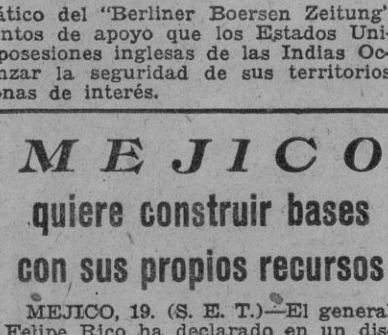 ático del "Berliner Boersen Zeitung"
ntos de apoyo que los Estados Uni-
posesiones inglesas de las Indias Oc-
nzar la seguridad de sus territorios
onas de interés.
MEJICO
quiere construir bases
con sus propios recursos
MEJICO, 19. (S. E. T.)—El general
Felipe Rico ha declarado en un dis-